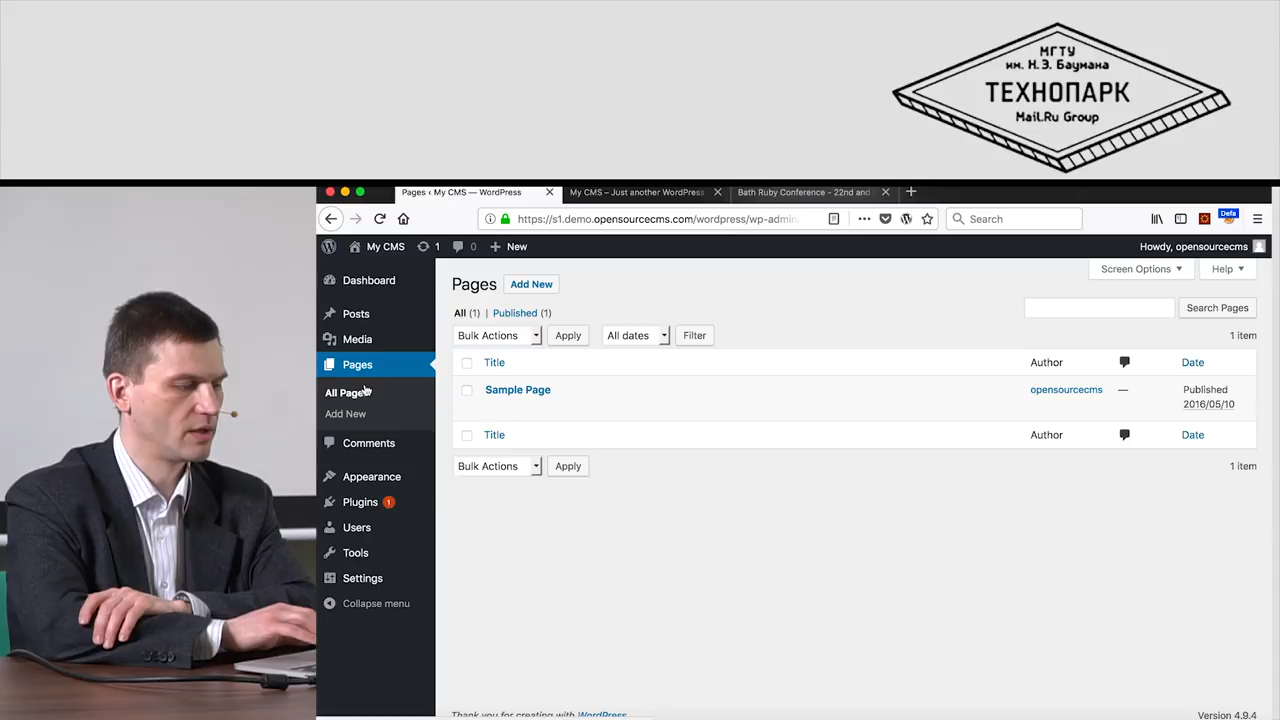 МГТУ
им. Н.Э. Баумана
ТЕХНОПАРК
Mail.Ru Group
Pages ‹ My CMS — WordPress
My CMS – Just another WordPress
Bath Ruby Conference - 22nd and
https://s1.demo.opensourcecms.com/wordpress/wp-admin
Search
Defa
My CMS
1
0
New
Howdy, opensourcecms
Dashboard
Posts
Media
Pages
All Pages
Add New
Comments
Appearance
Plugins 1
Users
Tools
Settings
Collapse menu
Screen Options
Help
Pages
Add New
All (1) | Published (1)
Search Pages
Bulk Actions
Apply
All dates
Filter
1 item
Title
Author
Date
Sample Page
opensourcecms
—
Published
2016/05/10
Title
Author
Date
Bulk Actions
Apply
1 item
Thank you for creating with WordPress
Version 4.9.4